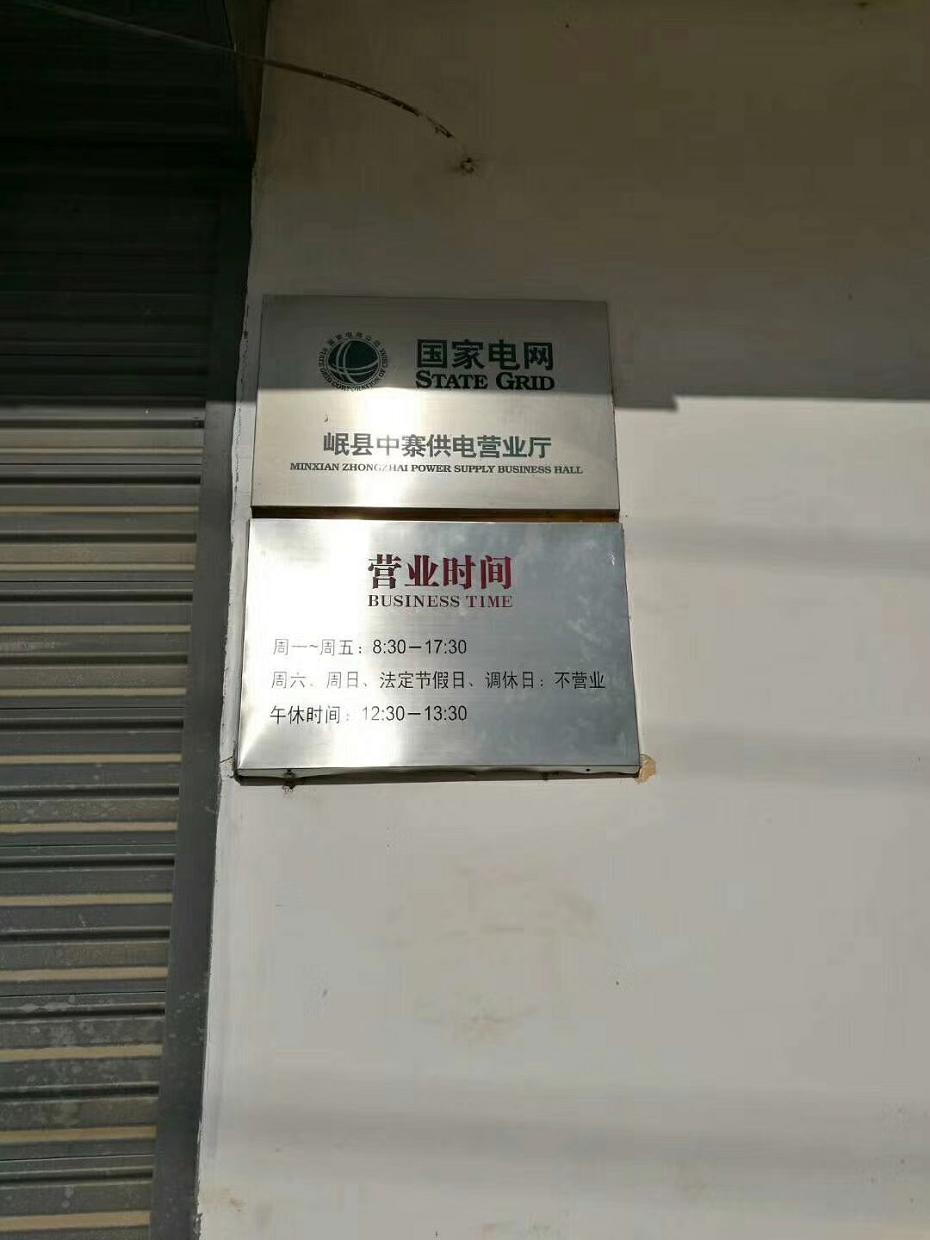 国家电网
STATE GRID
岷县中寨供电营业厅
MINXIAN ZHONGZHAI POWER SUPPLY BUSINESS HALL
营业时间
BUSINESS TIME
周一~周五：8:30－17:30
周六、周日、法定节假日、调休日：不营业
午休时间：12:30－13:30